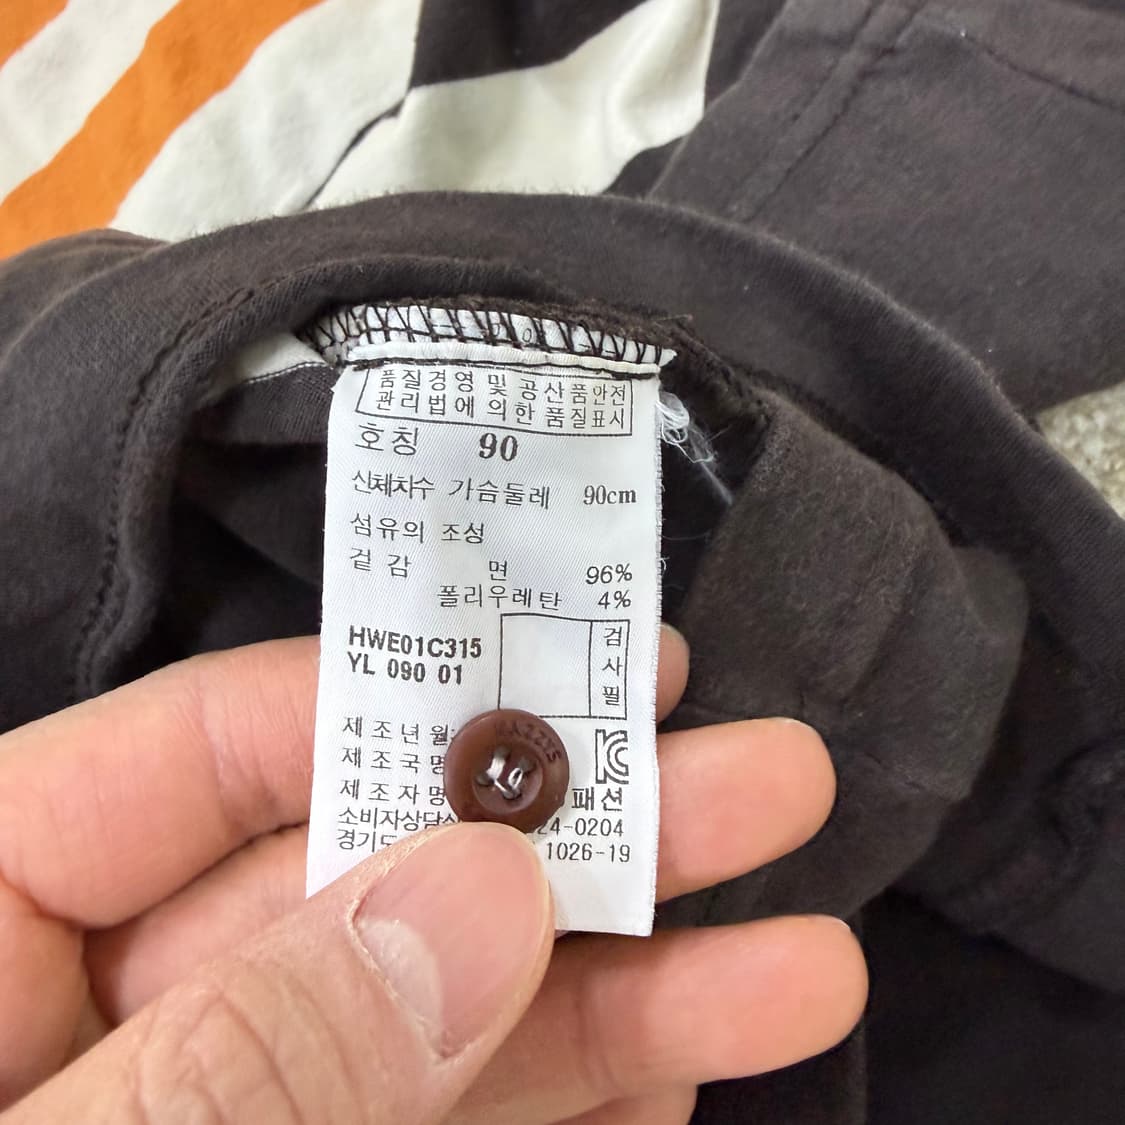 품질경영 및 공산품안전
관리법에 의한 품질표시
호칭 90
신체치수 가슴둘레 90cm
섬유의 조성
겉감 면 96%
폴리우레탄 4%
HWE01C315
YL 090 01
검사필
제조년월
제조국명
KC
제조자명 패션
소비자상담실 24-0204
경기도 1026-19
HAZZYS